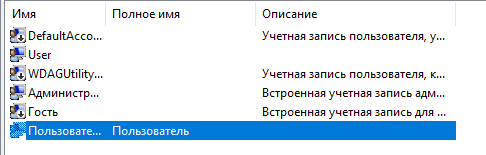 Имя Полное имя Описание
DefaultAcco... Учетная запись пользователя, у...
User
WDAGUtility... Учетная запись пользователя, к...
Администр... Встроенная учетная запись адм...
Гость Встроенная учетная запись для ...
Пользовате... Пользователь